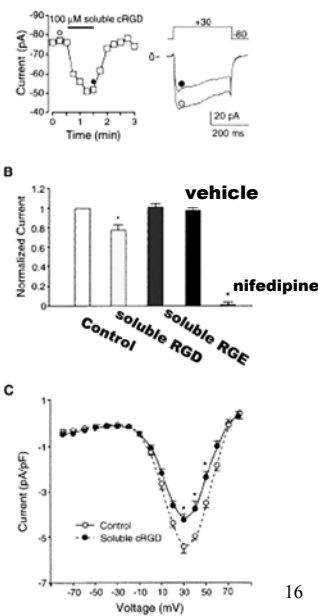 100 µM soluble cRGD
Current (pA)
-80
-70
-60
-50
-40
0
1
2
3
Time (min)
+30
-80
0-
20 pA
200 ms
B
Normalized Current
1.2
1
0.8
0.6
0.4
0.2
0
vehicle
nifedipine
*
*
Control
soluble RGD
soluble RGE
C
Current (pA/pF)
1
-1
-3
-5
-7
* * *
Control
Soluble cRGD
-70 -50 -30 -10 10 30 50 70
Voltage (mV)
16